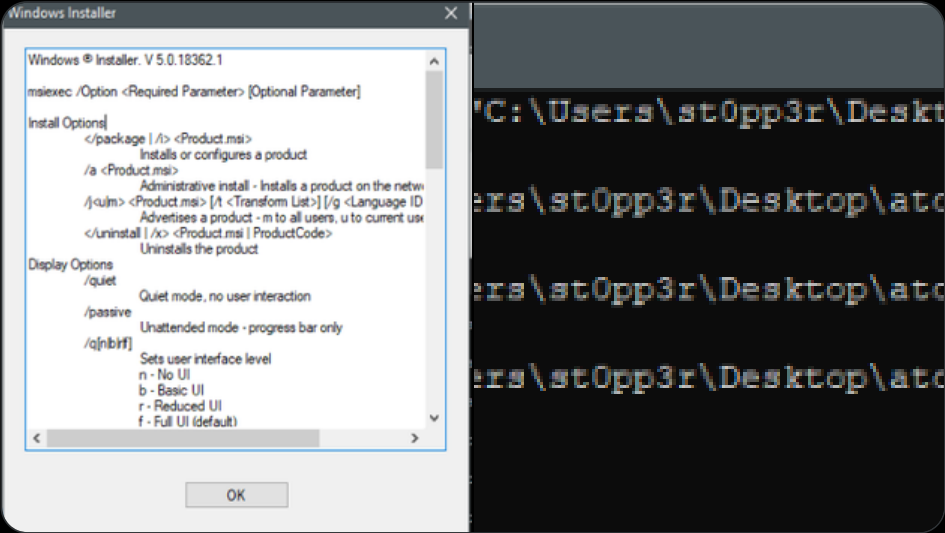 Windows Installer
Windows ® Installer. V 5.0.18362.1
msiexec /Option <Required Parameter> [Optional Parameter]
Install Options
</package | /i> <Product.msi>
Installs or configures a product
/a <Product.msi>
Administrative install - Installs a product on the netw
/j<u|m> <Product.msi> [/t <Transform List>] [/g <Language ID
Advertises a product - m to all users, u to current use
</uninstall | /x> <Product.msi | ProductCode>
Uninstalls the product
Display Options
/quiet
Quiet mode, no user interaction
/passive
Unattended mode - progress bar only
/q[n|b|r|f]
Sets user interface level
n - No UI
b - Basic UI
r - Reduced UI
f - Full UI (default)
OK
"C:\Users\st0pp3r\Deskt
ers\st0pp3r\Desktop\ato
ers\st0pp3r\Desktop\ato
ers\st0pp3r\Desktop\ato